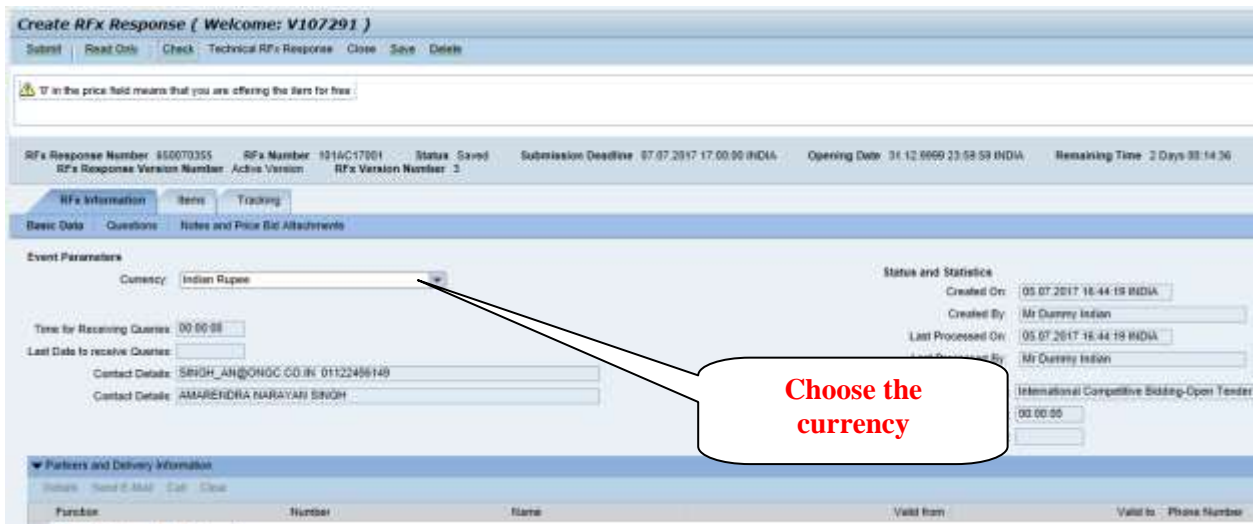 Create RFx Response ( Welcome: V107291 )
Submit Read Only Check Technical RFx Response Close Save Delete
'0' in the price field means that you are offering the item for free
RFx Response Number RFx Number 101AC17001 Status Saved Submission Deadline 07.07.2017 17:00:00 INDIA Opening Date 31.12.9999 23:59:59 INDIA Remaining Time 2 Days 00:14:36
RFx Response Version Number Active Version RFx Version Number 3
RFx Information Items Tracking
Basic Data Questions Notes and Price Bid Attachments
Event Parameters
Currency: Indian Rupee
Time for Receiving Queries: 00:00:00
Last Date to receive Queries:
Contact Details: SINGH_AN@ONGC.CO.IN
Contact Details: AMARENDRA NARAYAN SINGH
Status and Statistics
Created On: 05.07.2017 16:44:19 INDIA
Created By: Mr Dummy Indian
Last Processed On: 05.07.2017 16:44:19 INDIA
Last Processed By: Mr Dummy Indian
International Competitive Bidding-Open Tender
00:00:00
Choose the
currency
Partners and Delivery Information
Details Send E-Mail Call Clear
Function Number Name Valid from Valid to Phone Number